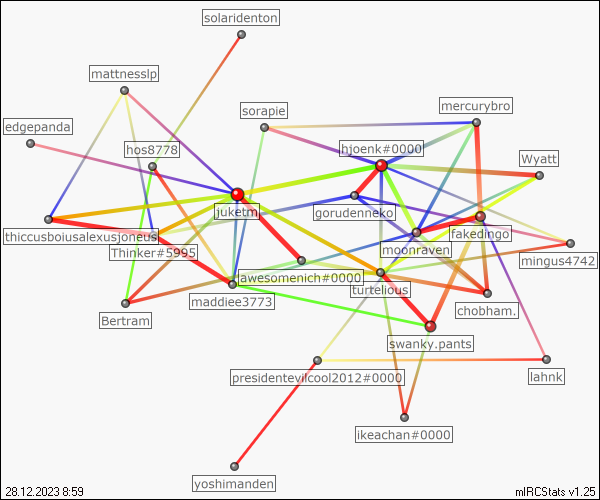 solaridenton
mattnesslp
sorapie
mercurybro
edgepanda
hos8778
hjoenk#0000
Wyatt
juketm
gorudenneko
fakedingo
thiccusboiusalexusjoneus
Thinker#5995
moonraven
mingus4742
awesomenich#0000
turtelious
maddiee3773
chobham.
Bertram
swanky.pants
presidentevilcool2012#0000
lahnk
ikeachan#0000
yoshimanden
28.12.2023 8:59
mIRCStats v1.25